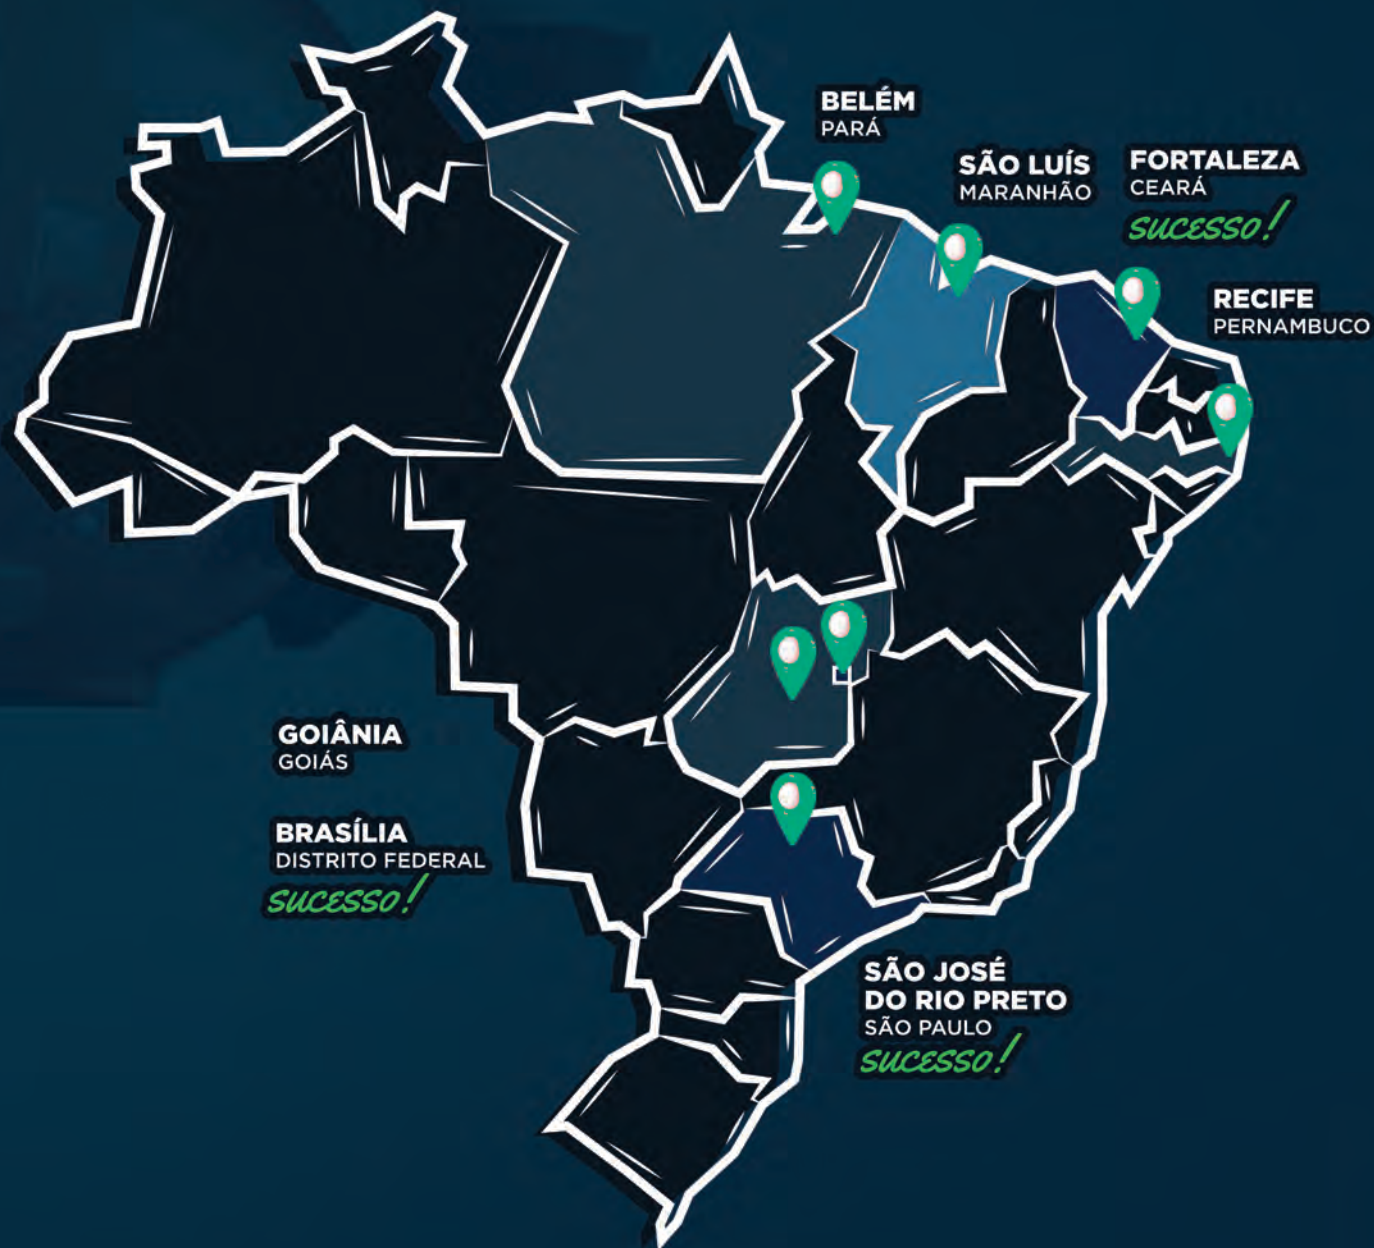 BELÉM
PARÁ
SÃO LUÍS
MARANHÃO
FORTALEZA
CEARÁ
SUCESSO!
RECIFE
PERNAMBUCO
GOIÂNIA
GOIÁS
BRASÍLIA
DISTRITO FEDERAL
SUCESSO!
SÃO JOSÉ
DO RIO PRETO
SÃO PAULO
SUCESSO!